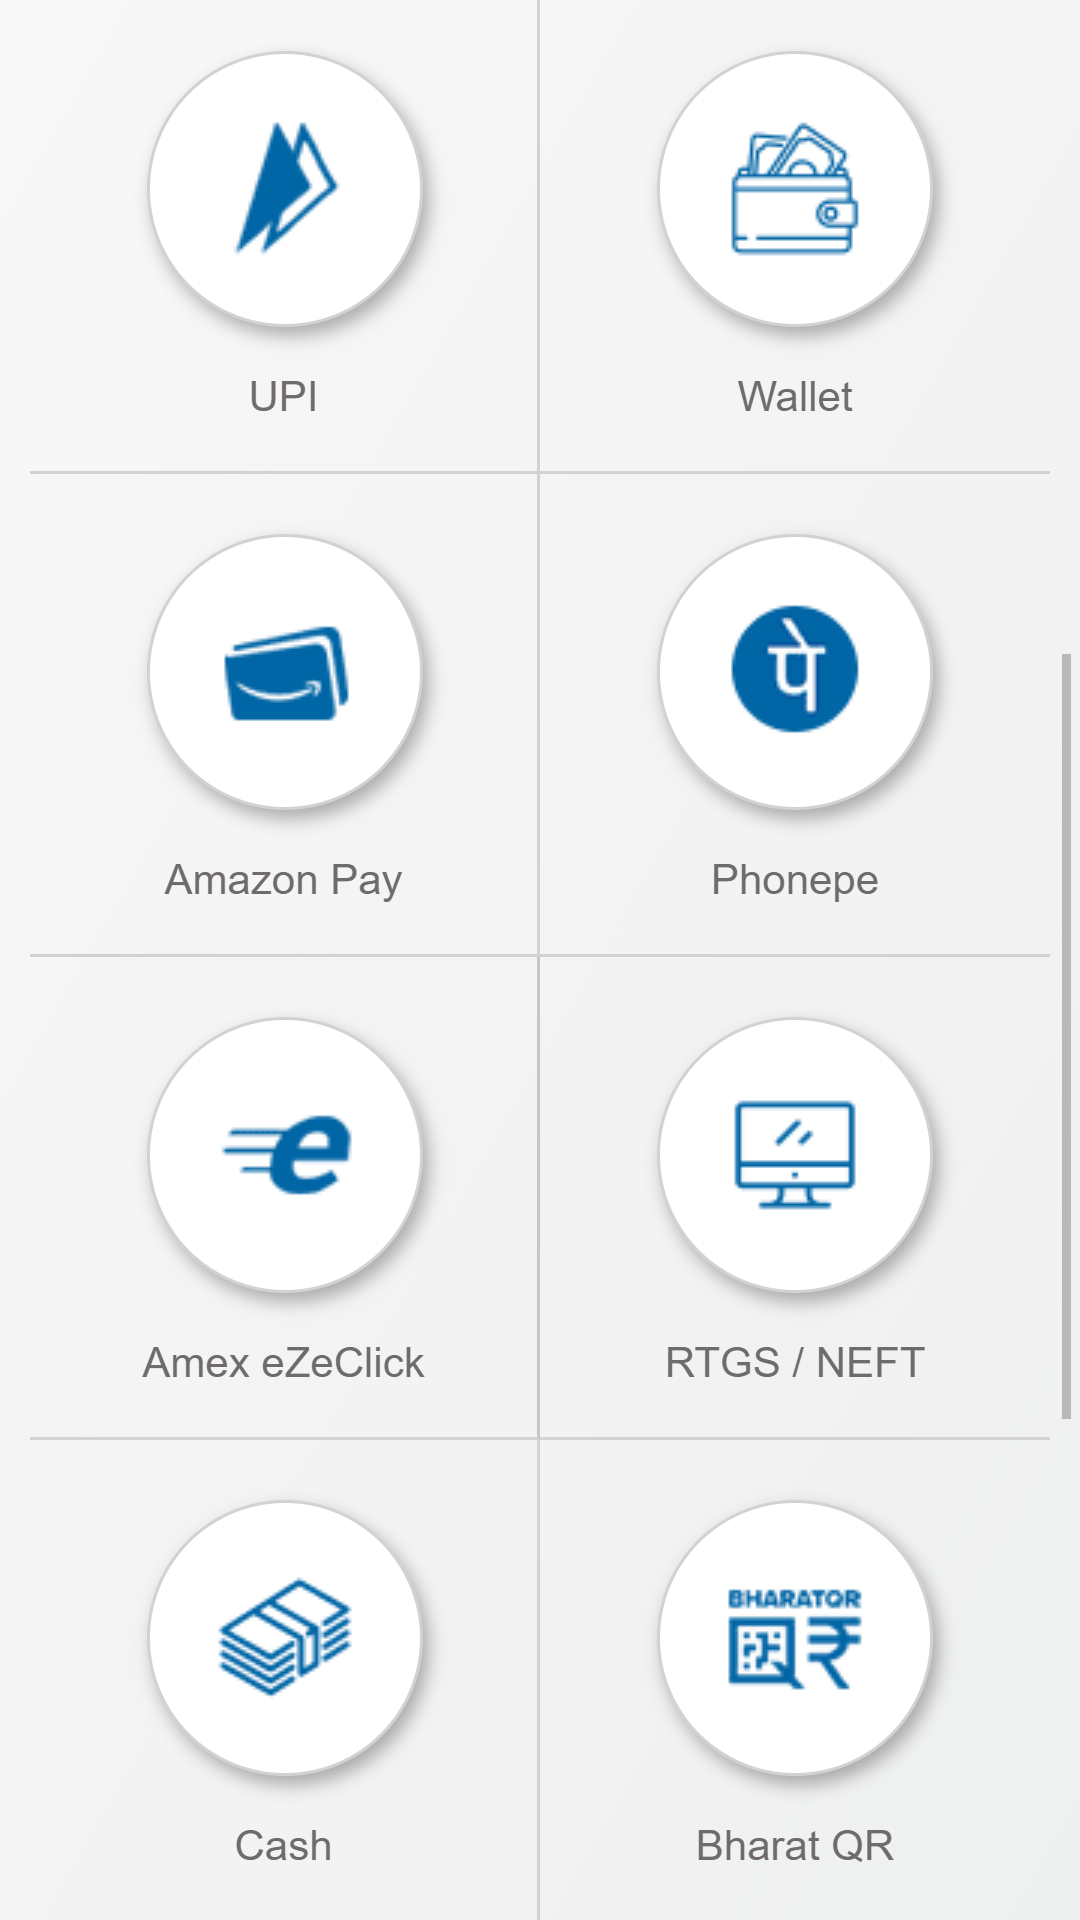 UPI
Wallet
पे
Amazon Pay
Phonepe
e
Amex eZeClick
RTGS / NEFT
BHARATQR
₹
Cash
Bharat QR